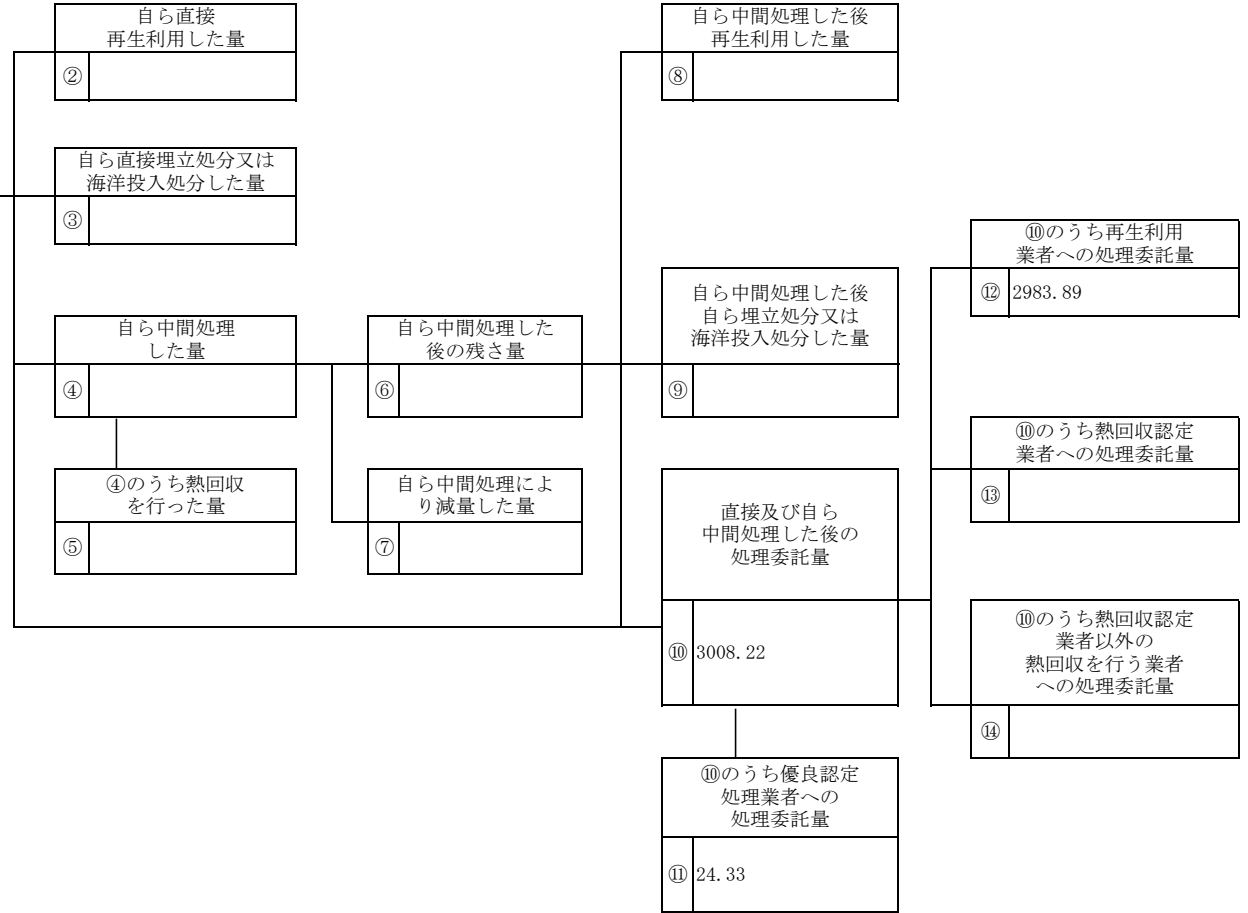 自ら直接
再生利用した量
②
自ら直接埋立処分又は
海洋投入処分した量
③
自ら中間処理
した量
④
④のうち熱回収
を行った量
⑤
自ら中間処理した
後の残さ量
⑥
自ら中間処理によ
り減量した量
⑦
自ら中間処理した後
再生利用した量
⑧
自ら中間処理した後
自ら埋立処分又は
海洋投入処分した量
⑨
直接及び自ら
中間処理した後の
処理委託量
⑩ 3008.22
⑩のうち優良認定
処理業者への
処理委託量
⑪ 24.33
⑩のうち再生利用
業者への処理委託量
⑫ 2983.89
⑩のうち熱回収認定
業者への処理委託量
⑬
⑩のうち熱回収認定
業者以外の
熱回収を行う業者
への処理委託量
⑭